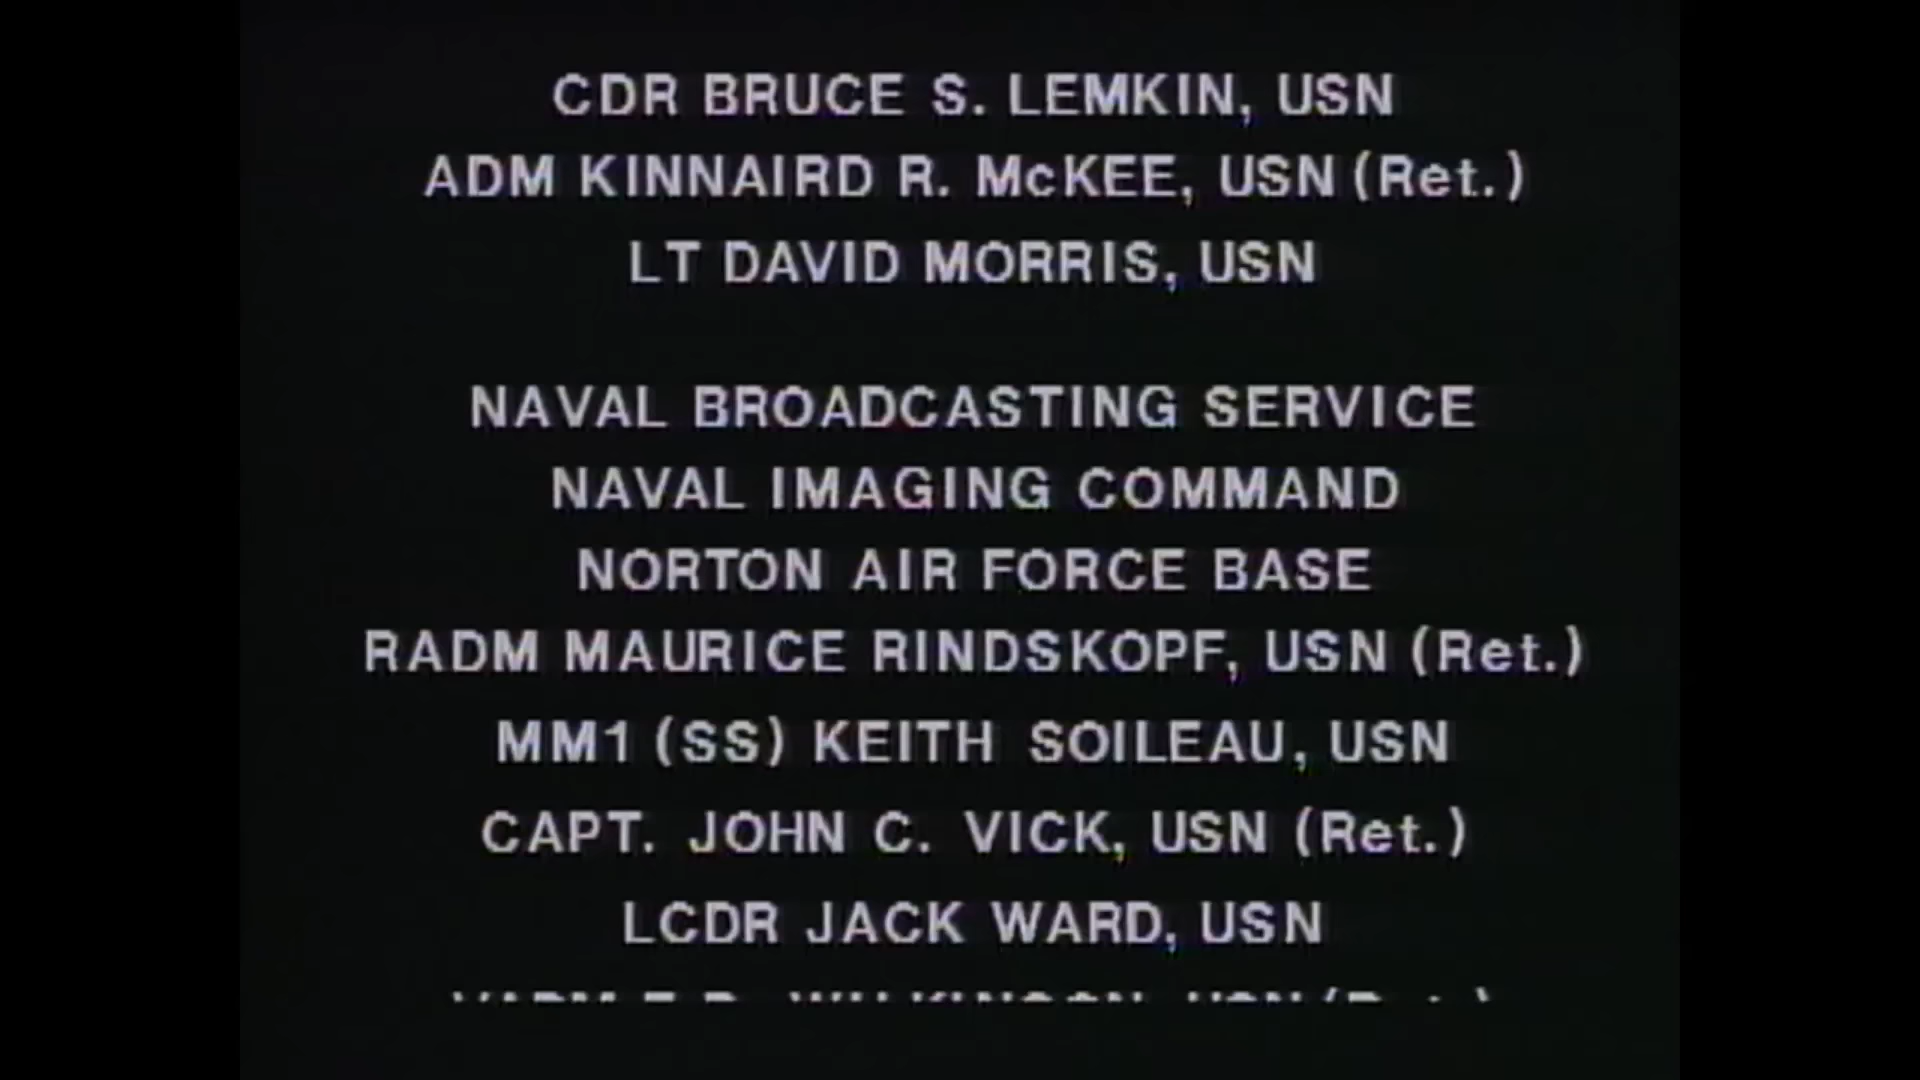 CDR BRUCE S. LEMKIN, USN
ADM KINNAIRD R. McKEE, USN (Ret.)
LT DAVID MORRIS, USN
NAVAL BROADCASTING SERVICE
NAVAL IMAGING COMMAND
NORTON AIR FORCE BASE
RADM MAURICE RINDSKOPF, USN (Ret.)
MM1 (SS) KEITH SOILEAU, USN
CAPT. JOHN C. VICK, USN (Ret.)
LCDR JACK WARD, USN